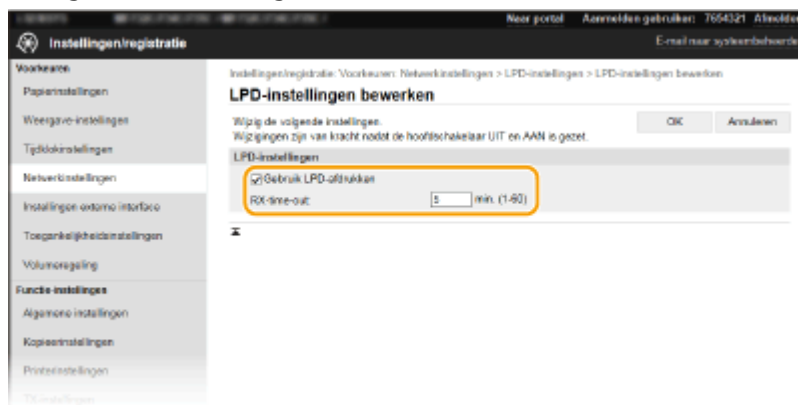 Naar portal Aanmelden gebruiker: 7654321 Afmelden
Instellingen/registratie
E-mail naar systeembeheerder
Voorkeuren
Papierinstellingen
Weergave-instellingen
Tijdklokinstellingen
Netwerkinstellingen
Instellingen externe interface
Toegankelijkheidsinstellingen
Volumeregeling
Functie-instellingen
Algemene instellingen
Kopieerinstellingen
Printerinstellingen
TX-instellingen
Instellingen/registratie: Voorkeuren: Netwerkinstellingen > LPD-instellingen > LPD-instellingen bewerken
LPD-instellingen bewerken
Wijzig de volgende instellingen.
Wijzigingen zijn van kracht nadat de hoofdschakelaar UIT en AAN is gezet.
OK Annuleren
LPD-instellingen
Gebruik LPD-afdrukken
RX-time-out: 5 min. (1-60)